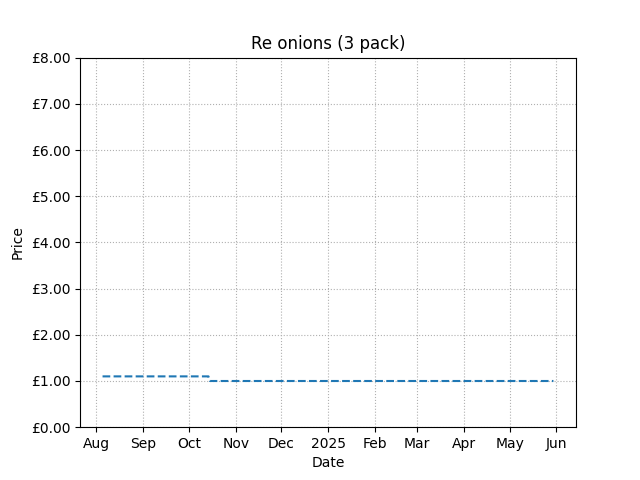 Re onions (3 pack)
£8.00
£7.00
£6.00
£5.00
£4.00
£3.00
£2.00
£1.00
£0.00
Price
Aug Sep Oct Nov Dec 2025 Feb Mar Apr May Jun
Date